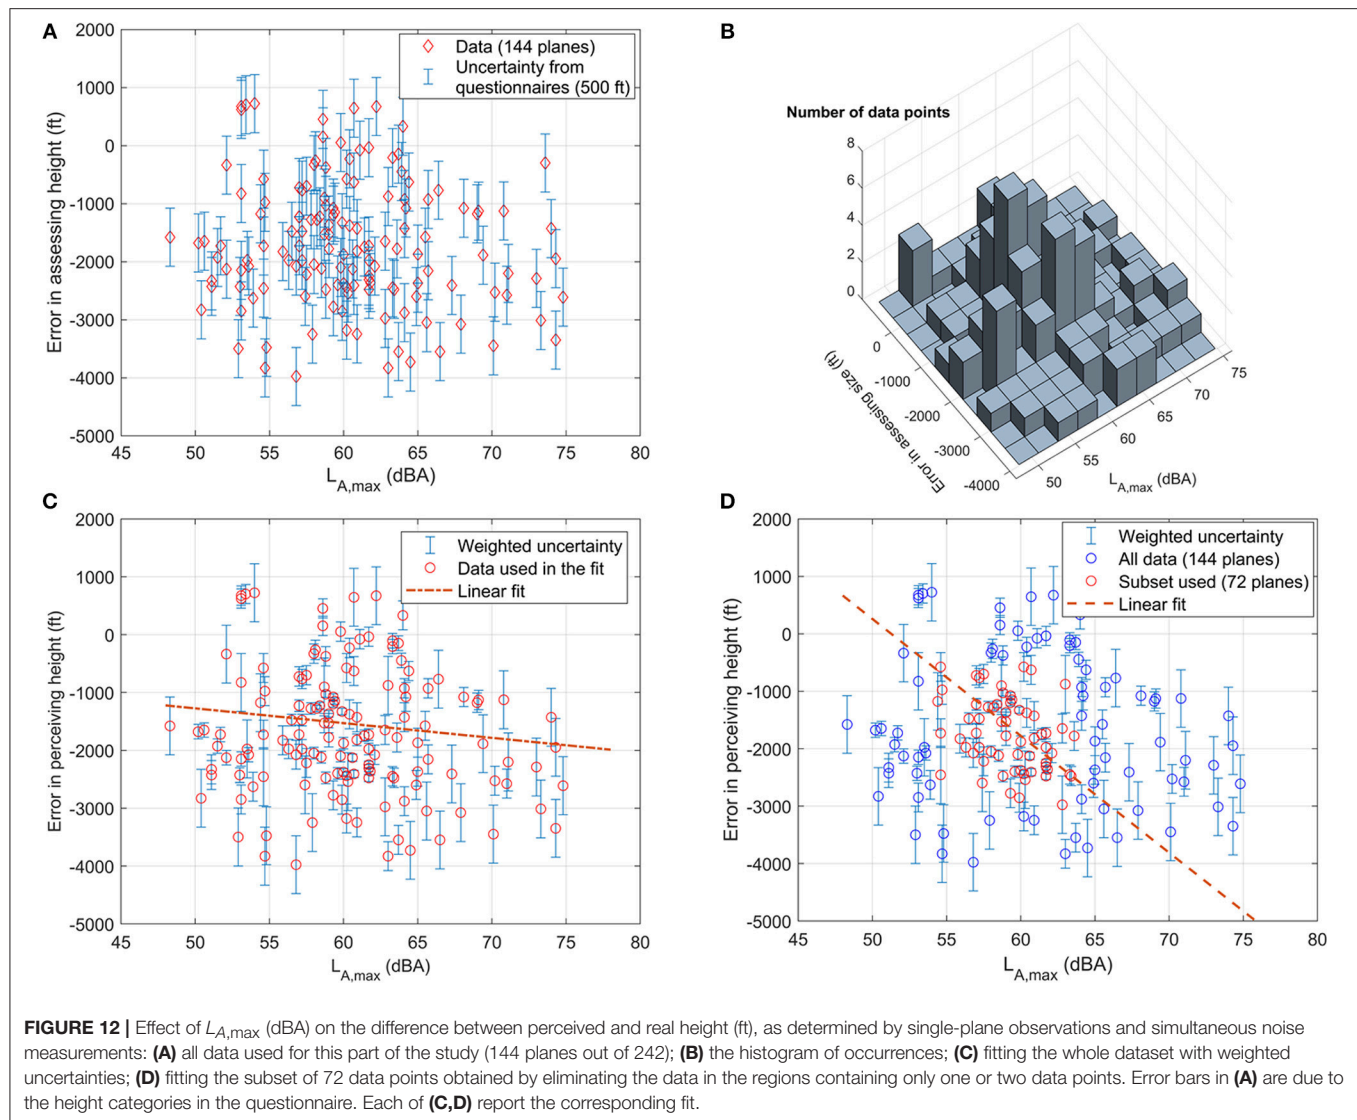 A
2000
1000
0
-1000
-2000
-3000
-4000
-5000
Error in assessing height (ft)
45 50 55 60 65 70 75 80
L_A,max (dBA)
Data (144 planes)
Uncertainty from
questionnaires (500 ft)
B
Number of data points
8
6
4
2
0
0
-1000
-2000
-3000
-4000
Error in assessing size (ft)
50
55
60
65
70
75
L_A,max (dBA)
C
2000
1000
0
-1000
-2000
-3000
-4000
-5000
Error in perceiving height (ft)
45 50 55 60 65 70 75 80
L_A,max (dBA)
Weighted uncertainty
Data used in the fit
Linear fit
D
2000
1000
0
-1000
-2000
-3000
-4000
-5000
Error in perceiving height (ft)
45 50 55 60 65 70 75 80
L_A,max (dBA)
Weighted uncertainty
All data (144 planes)
Subset used (72 planes)
Linear fit
FIGURE 12 | Effect of L_A,max (dBA) on the difference between perceived and real height (ft), as determined by single-plane observations and simultaneous noise
measurements: (A) all data used for this part of the study (144 planes out of 242); (B) the histogram of occurrences; (C) fitting the whole dataset with weighted
uncertainties; (D) fitting the subset of 72 data points obtained by eliminating the data in the regions containing only one or two data points. Error bars in (A) are due to
the height categories in the questionnaire. Each of (C,D) report the corresponding fit.